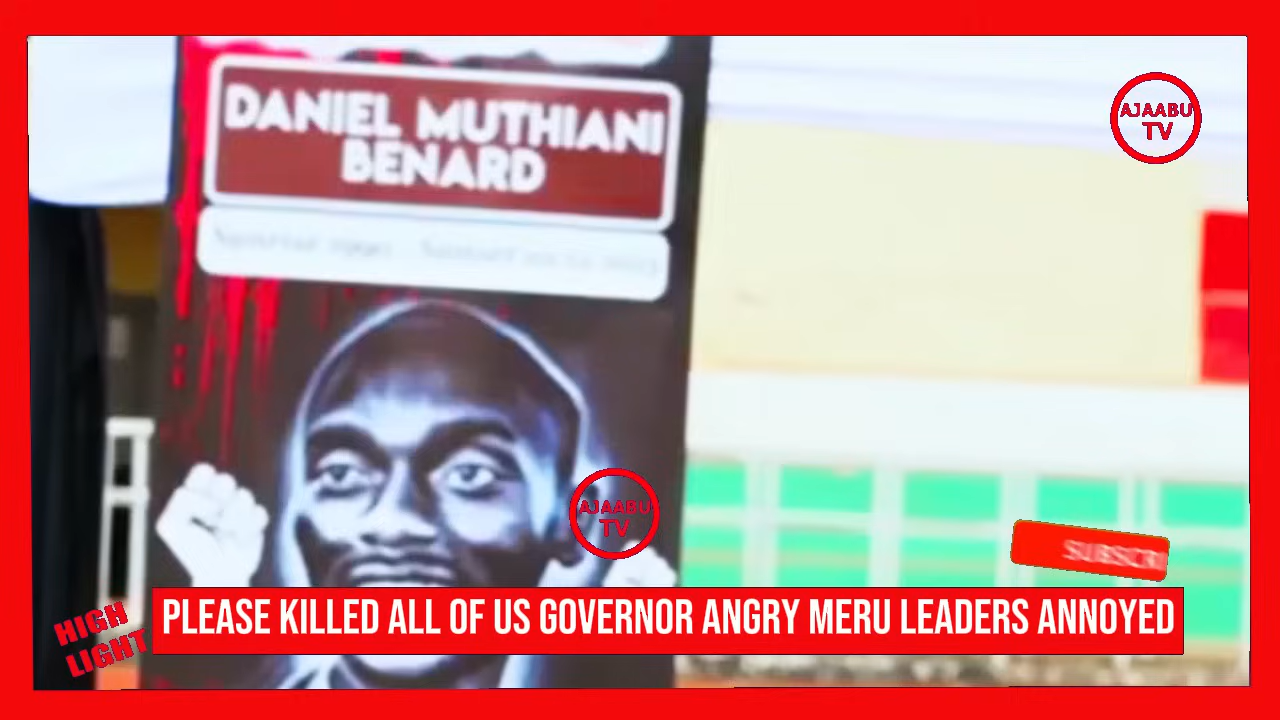 DANIEL MUTHIANI
BENARD
AJAABU
TV
AJAABU
TV
SUBSCRI
HIGH
LIGHT
PLEASE KILLED ALL OF US GOVERNOR ANGRY MERU LEADERS ANNOYED